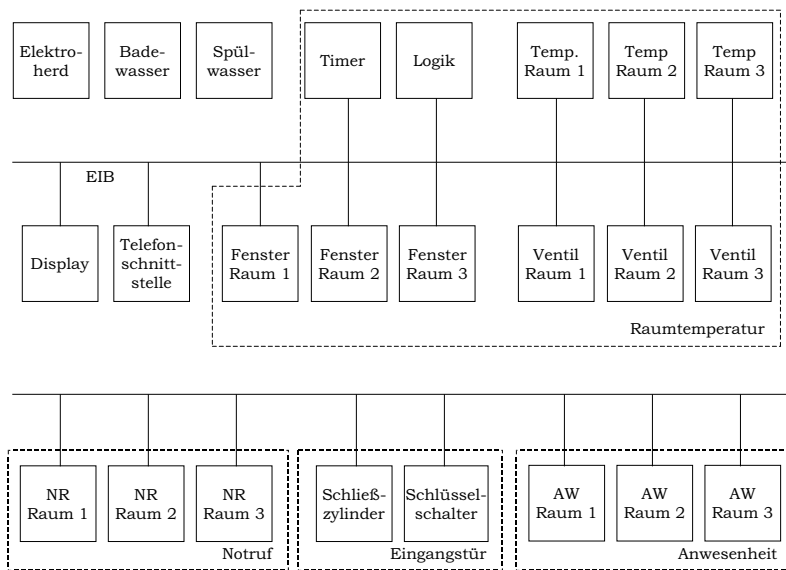 Elektro-
herd
Bade-
wasser
Spül-
wasser
Timer
Logik
Temp.
Raum 1
Temp
Raum 2
Temp
Raum 3
EIB
Display
Telefon-
schnitt-
stelle
Fenster
Raum 1
Fenster
Raum 2
Fenster
Raum 3
Ventil
Raum 1
Ventil
Raum 2
Ventil
Raum 3
Raumtemperatur
NR
Raum 1
NR
Raum 2
NR
Raum 3
Notruf
Schließ-
zylinder
Schlüssel-
schalter
Eingangstür
AW
Raum 1
AW
Raum 2
AW
Raum 3
Anwesenheit